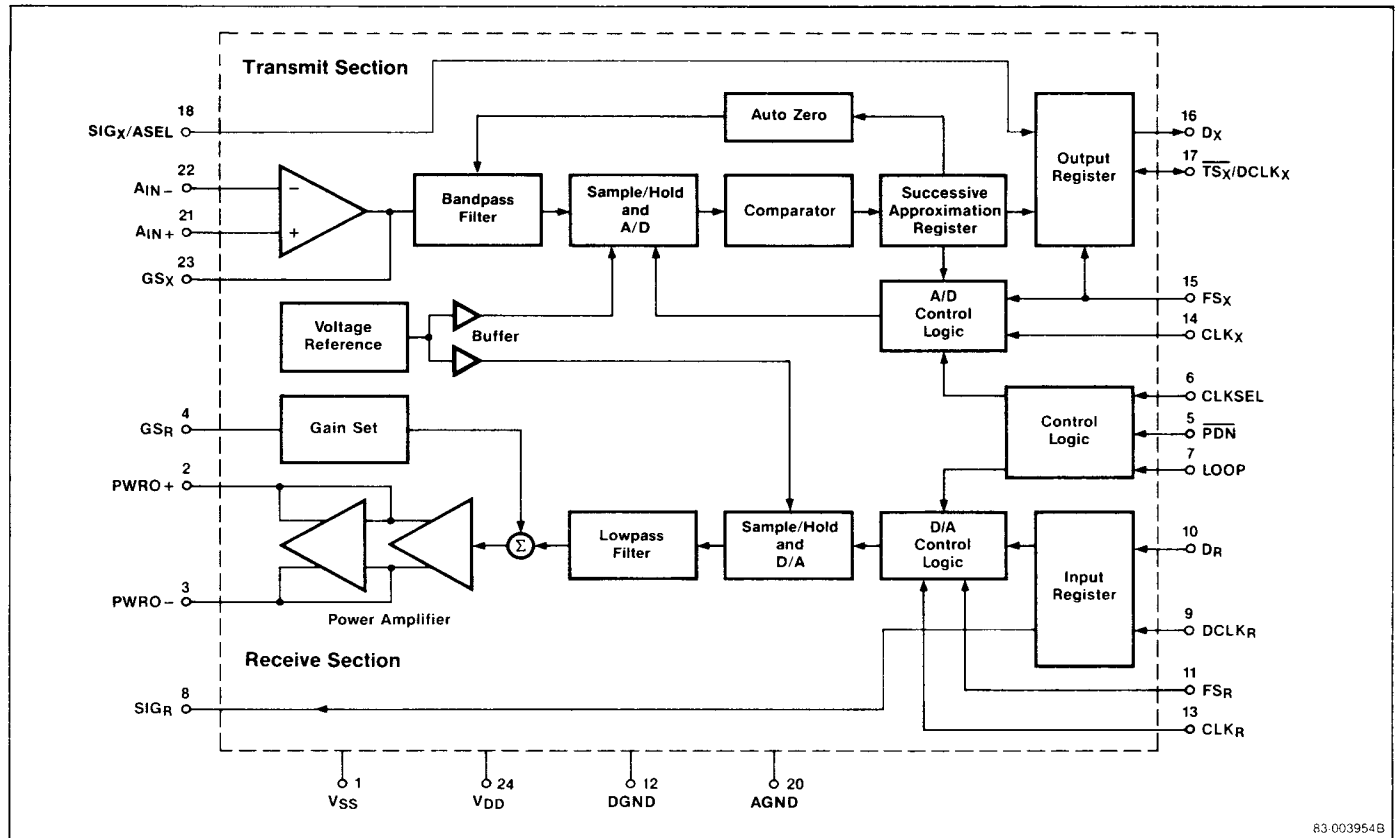 Transmit Section
18
SIGX/ASEL
22
AIN−
21
AIN+
23
GSX
−
+
Auto Zero
Bandpass
Filter
Sample/Hold
and
A/D
Comparator
Successive
Approximation
Register
Output
Register
16
DX
17
TSX/DCLKX
Voltage
Reference
Buffer
A/D
Control
Logic
15
FSX
14
CLKX
6
CLKSEL
5
PDN
7
LOOP
Control
Logic
4
GSR
Gain Set
2
PWRO+
3
PWRO−
Power Amplifier
Σ
Lowpass
Filter
Sample/Hold
and
D/A
D/A
Control
Logic
Input
Register
10
DR
9
DCLKR
11
FSR
13
CLKR
Receive Section
8
SIGR
1
VSS
24
VDD
12
DGND
20
AGND
83-003954B